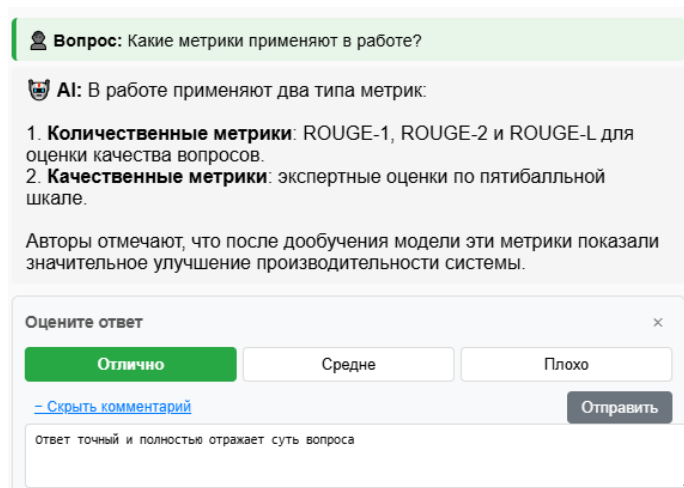 Вопрос: Какие метрики применяют в работе?
AI: В работе применяют два типа метрик:
1. Количественные метрики: ROUGE-1, ROUGE-2 и ROUGE-L для
оценки качества вопросов.
2. Качественные метрики: экспертные оценки по пятибалльной
шкале.
Авторы отмечают, что после дообучения модели эти метрики показали
значительное улучшение производительности системы.
Оцените ответ ×
Отлично Средне Плохо
− Скрыть комментарий Отправить
Ответ точный и полностью отражает суть вопроса